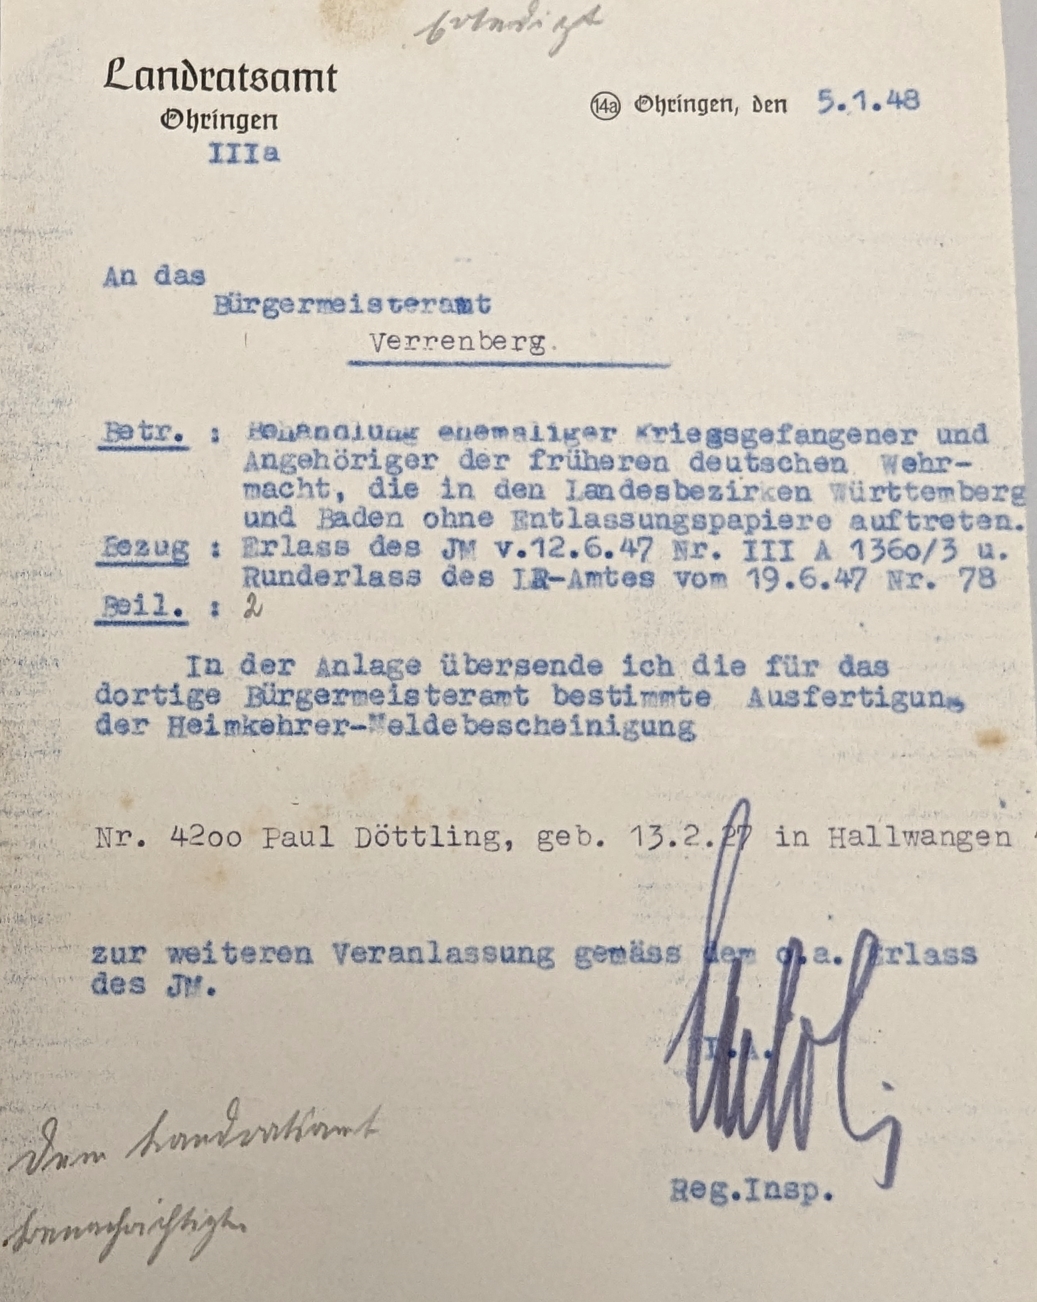 Erledigt
Landratsamt
Öhringen
IIIa
14a Öhringen, den 5.1.48
An das
Bürgermeisteramt
Verrenberg.
Betr. : Behandlung ehemaliger Kriegsgefangener und
Angehöriger der früheren deutschen Wehr-
macht, die in den Landesbezirken Württemberg
und Baden ohne Entlassungspapiere auftreten.
Bezug : Erlass des JM v.12.6.47 Nr. III A 1360/3 u.
Runderlass des LR-Amtes vom 19.6.47 Nr. 78
Beil. : 2
In der Anlage übersende ich die für das
dortige Bürgermeisteramt bestimmte Ausfertigung
der Heimkehrer-Meldebescheinigung
Nr. 4200 Paul Döttling, geb. 13.2.27 in Hallwangen
zur weiteren Veranlassung gemäss dem o.a. Erlass
des JM.
I.A.
Reg.Insp.
Dem Landratsamt
benachrichtigt.